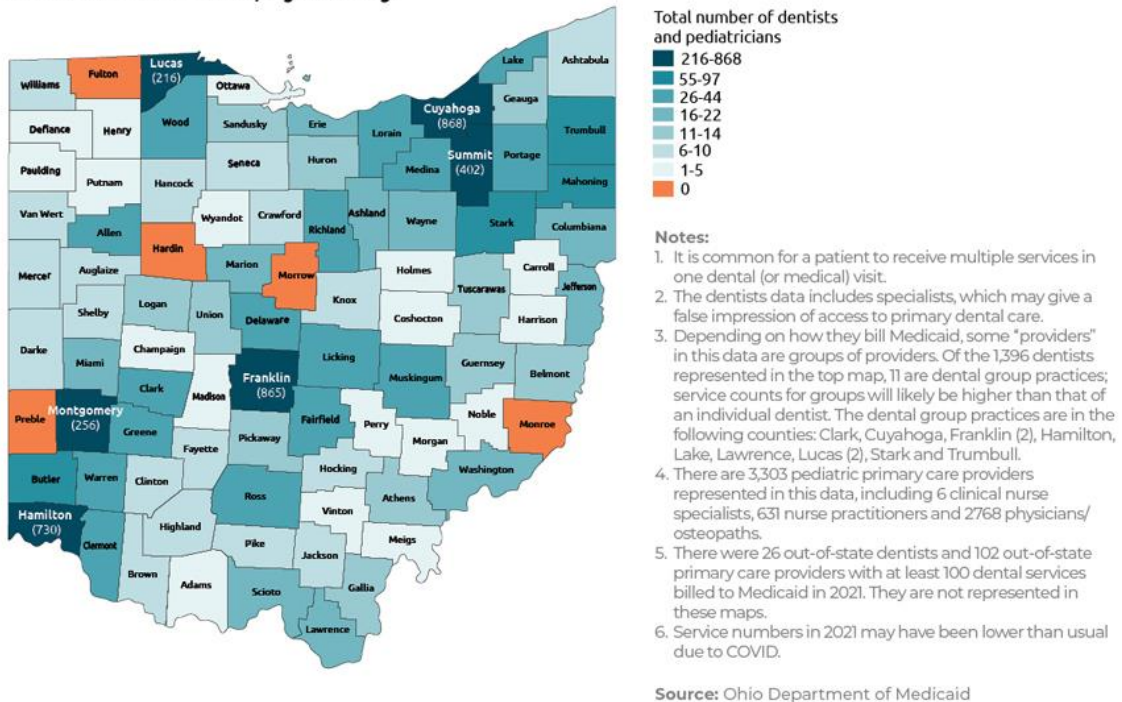 Total number of dentists
and pediatricians
216-868
55-97
26-44
16-22
11-14
6-10
1-5
0
Williams
Fulton
Lucas
(216)
Ottawa
Lake
Ashtabula
Geauga
Cuyahoga
(868)
Defiance
Henry
Wood
Sandusky
Erie
Lorain
Trumbull
Paulding
Putnam
Hancock
Seneca
Huron
Medina
Summit
(402)
Portage
Mahoning
Van Wert
Allen
Wyandot
Crawford
Richland
Ashland
Wayne
Stark
Columbiana
Hardin
Marion
Morrow
Mercer
Auglaize
Holmes
Carroll
Tuscarawas
Jefferson
Logan
Union
Knox
Shelby
Delaware
Coshocton
Harrison
Darke
Miami
Champaign
Licking
Guernsey
Belmont
Muskingum
Clark
Madison
Franklin
(865)
Preble
Montgomery
(256)
Greene
Fairfield
Perry
Noble
Monroe
Morgan
Pickaway
Fayette
Butler
Warren
Clinton
Hocking
Washington
Ross
Athens
Hamilton
(730)
Clermont
Highland
Vinton
Pike
Meigs
Jackson
Brown
Adams
Scioto
Gallia
Lawrence
Notes:
1. It is common for a patient to receive multiple services in
one dental (or medical) visit.
2. The dentists data includes specialists, which may give a
false impression of access to primary dental care.
3. Depending on how they bill Medicaid, some “providers”
in this data are groups of providers. Of the 1,396 dentists
represented in the top map, 11 are dental group practices;
service counts for groups will likely be higher than that of
an individual dentist. The dental group practices are in the
following counties: Clark, Cuyahoga, Franklin (2), Hamilton,
Lake, Lawrence, Lucas (2), Stark and Trumbull.
4. There are 3,303 pediatric primary care providers
represented in this data, including 6 clinical nurse
specialists, 631 nurse practitioners and 2768 physicians/
osteopaths.
5. There were 26 out-of-state dentists and 102 out-of-state
primary care providers with at least 100 dental services
billed to Medicaid in 2021. They are not represented in
these maps.
6. Service numbers in 2021 may have been lower than usual
due to COVID.
Source: Ohio Department of Medicaid